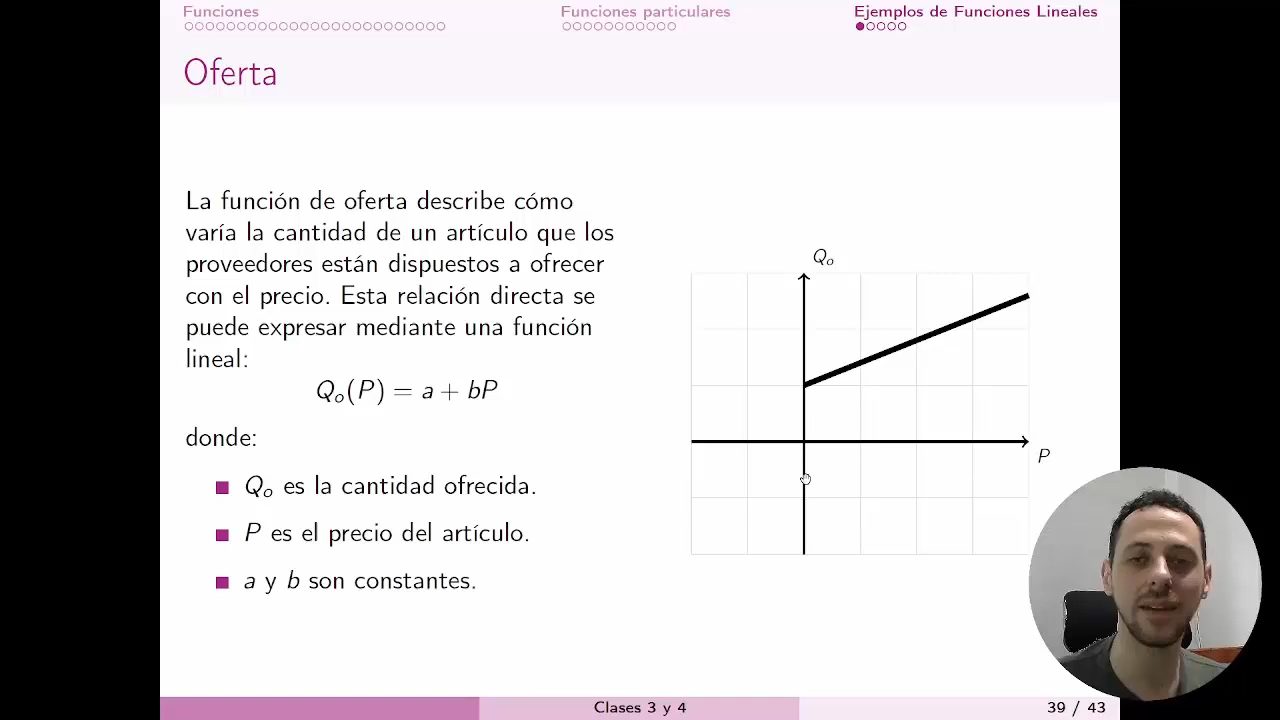 Funciones
Funciones particulares
Ejemplos de Funciones Lineales
Oferta
La función de oferta describe cómo
varía la cantidad de un artículo que los
proveedores están dispuestos a ofrecer
con el precio. Esta relación directa se
puede expresar mediante una función
lineal:
Qₒ(P) = a + bP
donde:
Qₒ es la cantidad ofrecida.
P es el precio del artículo.
a y b son constantes.
Qₒ
P
Clases 3 y 4
39 / 43